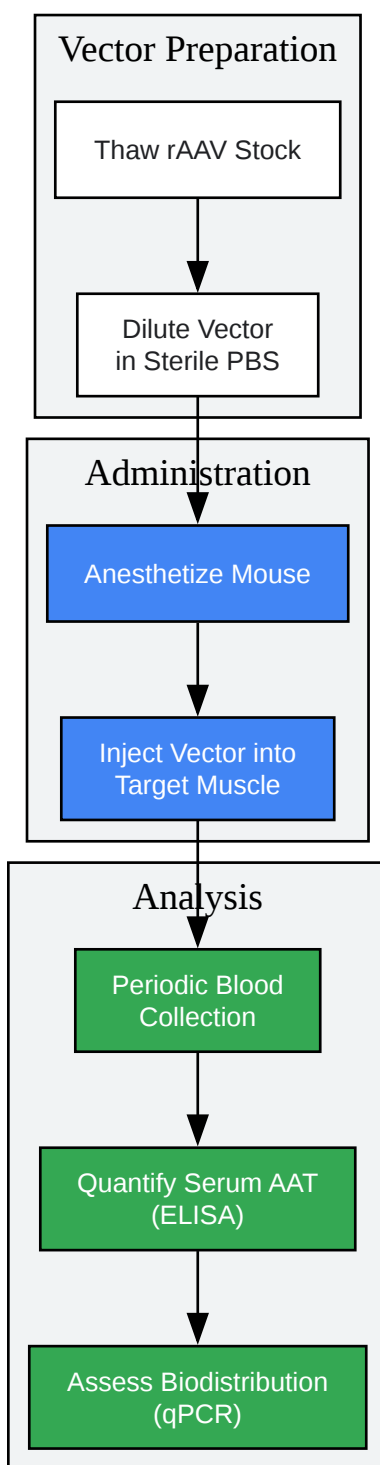 Vector Preparation
Thaw rAAV Stock
Dilute Vector
in Sterile PBS
Administration
Anesthetize Mouse
Inject Vector into
Target Muscle
Analysis
Periodic Blood
Collection
Quantify Serum AAT
(ELISA)
Assess Biodistribution
(qPCR)